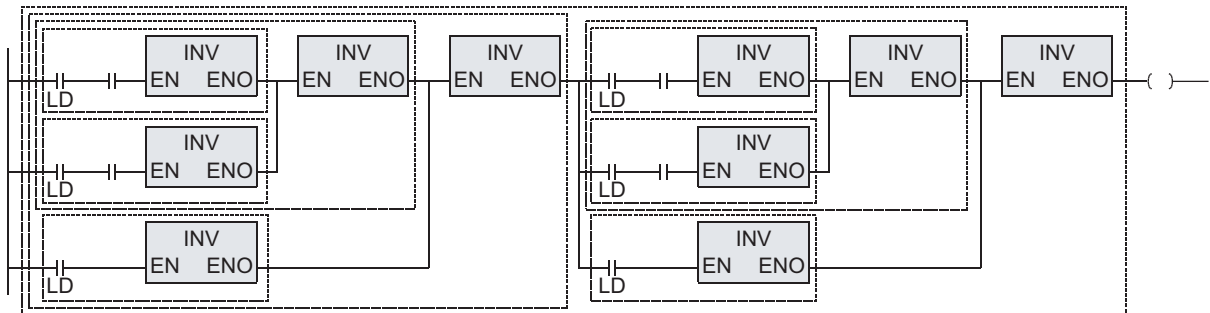 INV INV INV INV INV INV
EN ENO EN ENO EN ENO EN ENO EN ENO EN ENO
LD LD
INV INV
EN ENO EN ENO
LD LD
INV INV
EN ENO EN ENO
LD LD